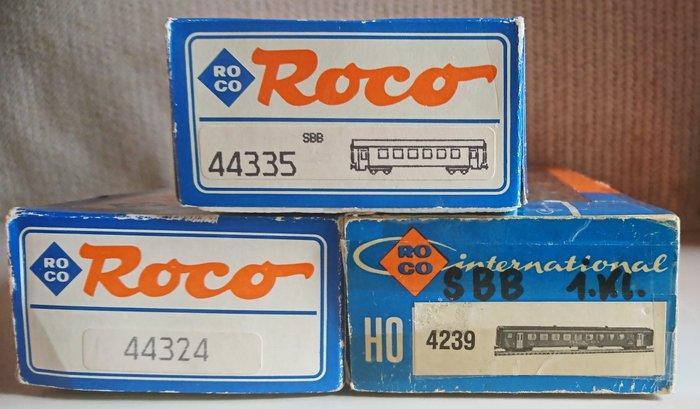 RO
CO
Roco
SBB
44335
RO
CO
Roco
44324
RO
CO
international
SBB 1.Kl.
HO
4239